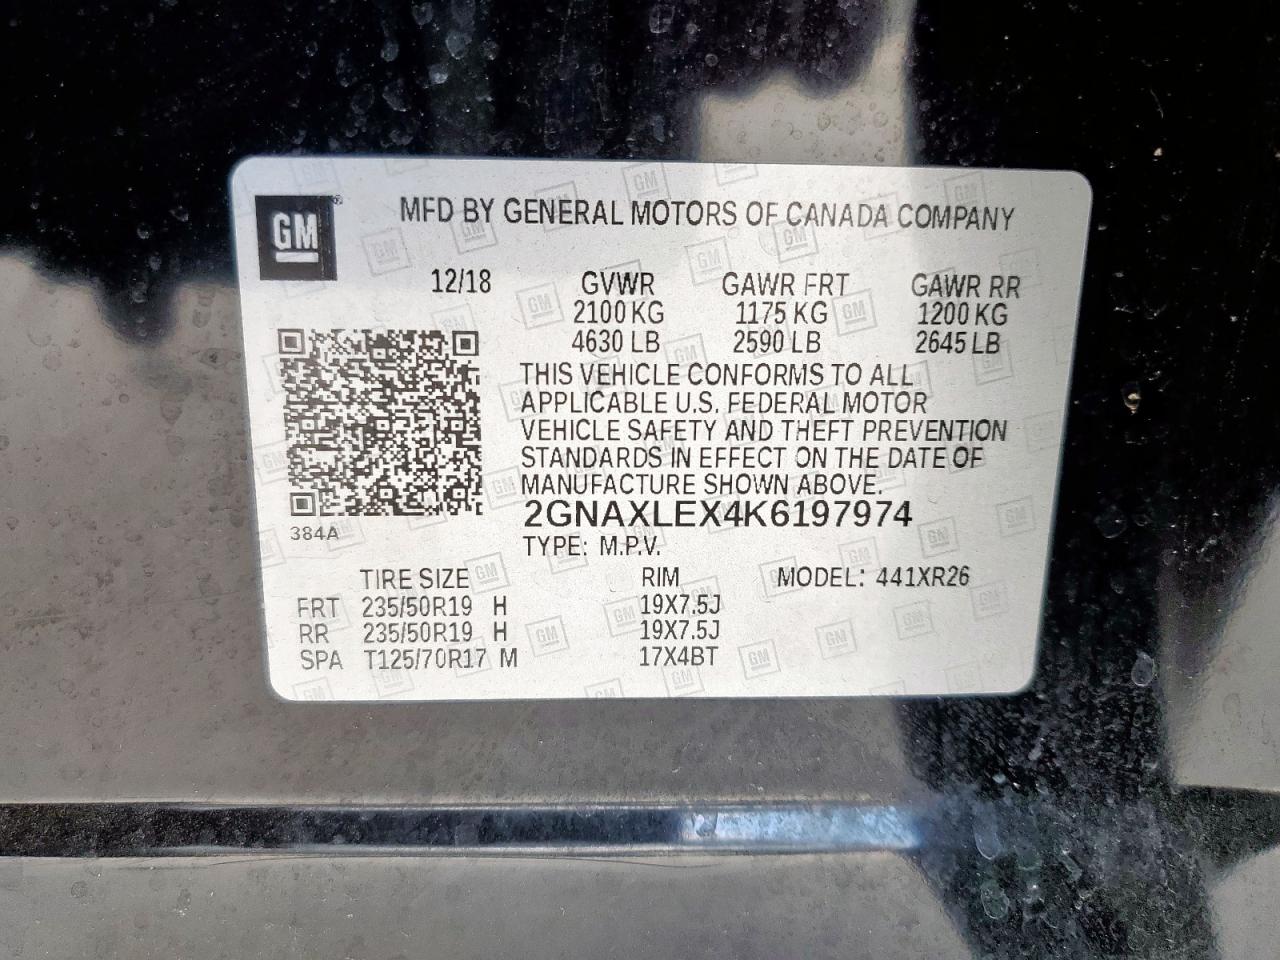 GM®
MFD BY GENERAL MOTORS OF CANADA COMPANY
12/18 GVWR GAWR FRT GAWR RR
2100 KG 1175 KG 1200 KG
4630 LB 2590 LB 2645 LB
THIS VEHICLE CONFORMS TO ALL
APPLICABLE U.S. FEDERAL MOTOR
VEHICLE SAFETY AND THEFT PREVENTION
STANDARDS IN EFFECT ON THE DATE OF
MANUFACTURE SHOWN ABOVE.
2GNAXLEX4K6197974
384A
TYPE: M.P.V.
TIRE SIZE RIM MODEL: 441XR26
FRT 235/50R19 H 19X7.5J
RR 235/50R19 H 19X7.5J
SPA T125/70R17 M 17X4BT